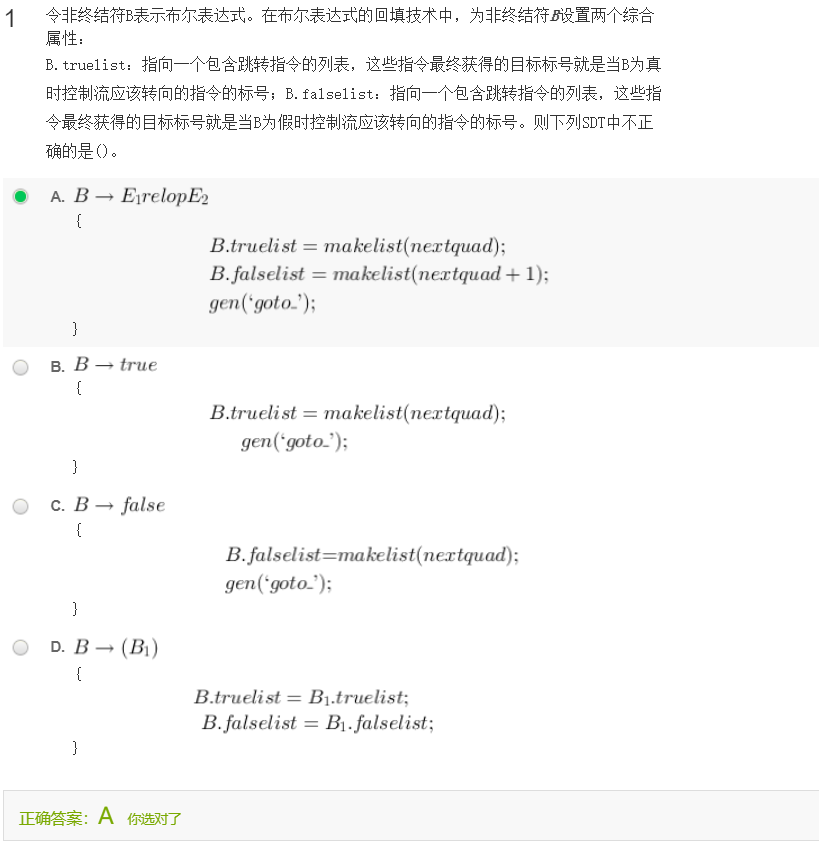 1 令非终结符B表示布尔表达式。在布尔表达式的回填技术中，为非终结符B设置两个综合
属性：
B.truelist：指向一个包含跳转指令的列表，这些指令最终获得的目标标号就是当B为真
时控制流应该转向的指令的标号；B.falselist：指向一个包含跳转指令的列表，这些指
令最终获得的目标标号就是当B为假时控制流应该转向的指令的标号。则下列SDT中不正
确的是()。
A. B → E₁relopE₂
{
B.truelist = makelist(nextquad);
B.falselist = makelist(nextquad + 1);
gen(‘goto_’);
}
B. B → true
{
B.truelist = makelist(nextquad);
gen(‘goto_’);
}
C. B → false
{
B.falselist=makelist(nextquad);
gen(‘goto_’);
}
D. B → (B₁)
{
B.truelist = B₁.truelist;
B.falselist = B₁.falselist;
}
正确答案：A 你选对了